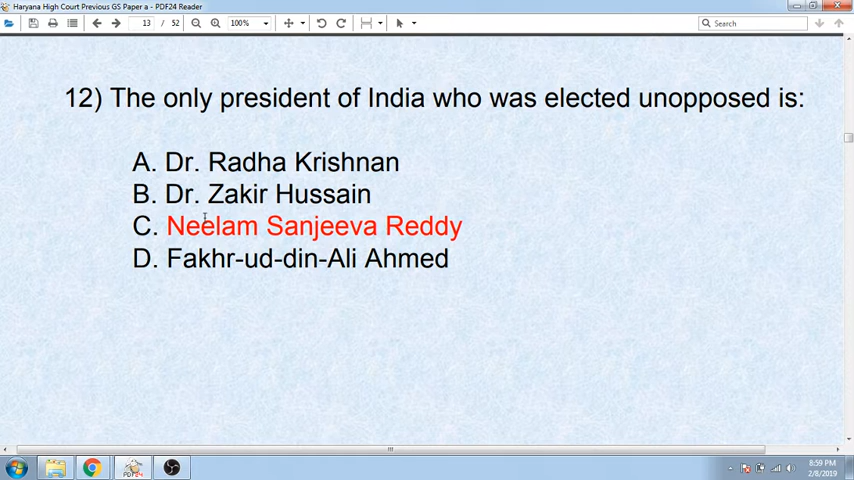 Haryana High Court Previous GS Paper a - PDF24 Reader
13 / 52 100% Search
12) The only president of India who was elected unopposed is:
A. Dr. Radha Krishnan
B. Dr. Zakir Hussain
C. Neelam Sanjeeva Reddy
D. Fakhr-ud-din-Ali Ahmed
8:59 PM
2/8/2019